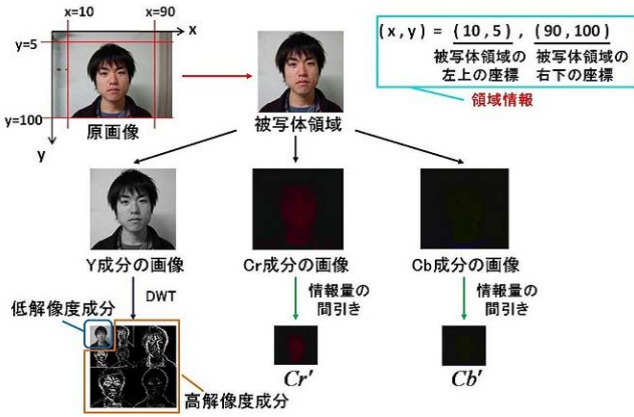 x=10
x=90
x
y=5
y=100
y
原画像
被写体領域
(x,y) = (10,5), (90,100)
被写体領域の 被写体領域の
左上の座標 右下の座標
領域情報
Y成分の画像
Cr成分の画像
Cb成分の画像
DWT
情報量の
間引き
情報量の
間引き
低解像度成分
高解像度成分
Cr′
Cb′